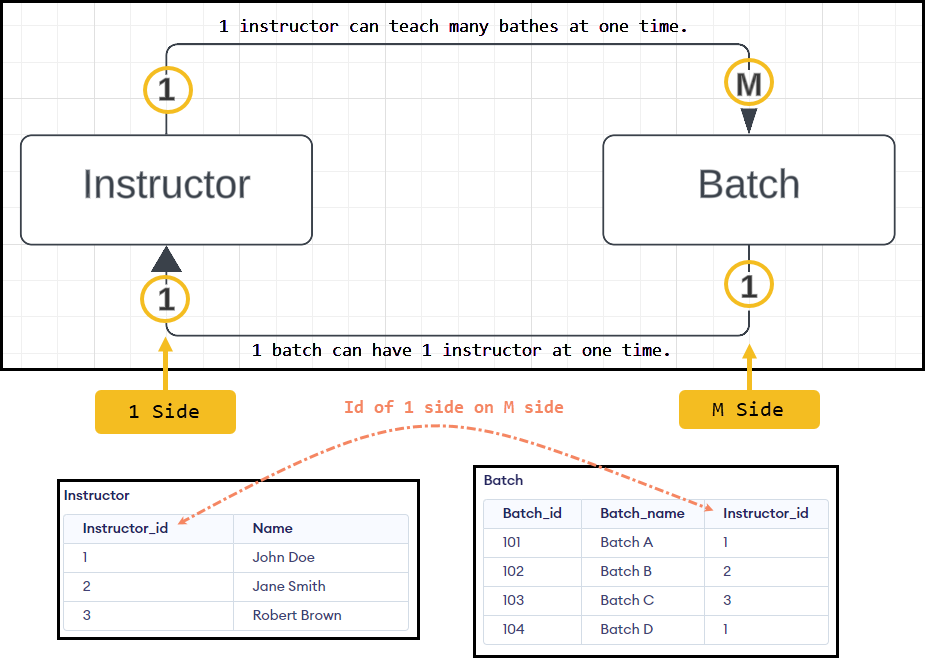 1 instructor can teach many bathes at one time.
1
M
Instructor
Batch
1
1
1 batch can have 1 instructor at one time.
1 Side
Id of 1 side on M side
M Side
Instructor
Instructor_id Name
1 John Doe
2 Jane Smith
3 Robert Brown
Batch
Batch_id Batch_name Instructor_id
101 Batch A 1
102 Batch B 2
103 Batch C 3
104 Batch D 1